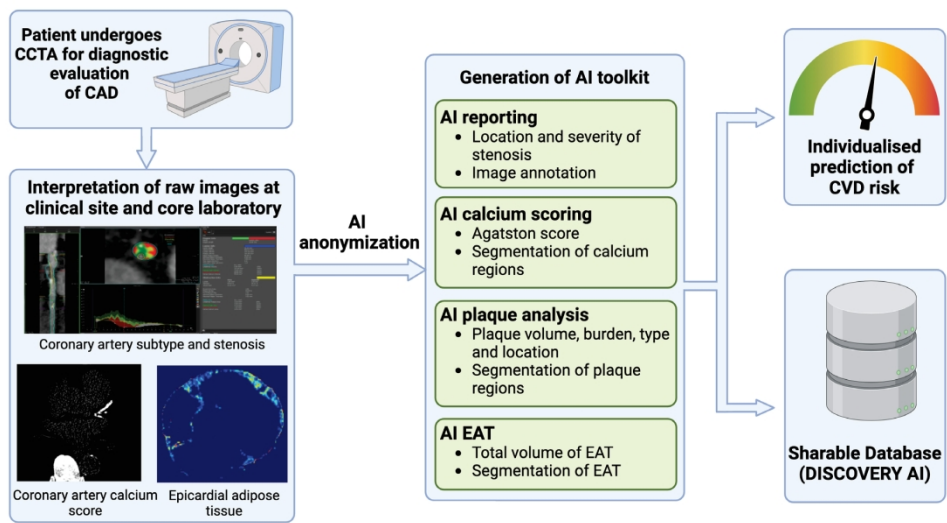 Patient undergoes
CCTA for diagnostic
evaluation
of CAD
Interpretation of raw images at
clinical site and core laboratory
Coronary artery subtype and stenosis
Coronary artery calcium
score
Epicardial adipose
tissue
AI
anonymization
Generation of AI toolkit
AI reporting
• Location and severity of
stenosis
• Image annotation
AI calcium scoring
• Agatston score
• Segmentation of calcium
regions
AI plaque analysis
• Plaque volume, burden, type
and location
• Segmentation of plaque
regions
AI EAT
• Total volume of EAT
• Segmentation of EAT
Individualised
prediction of
CVD risk
Sharable Database
(DISCOVERY AI)